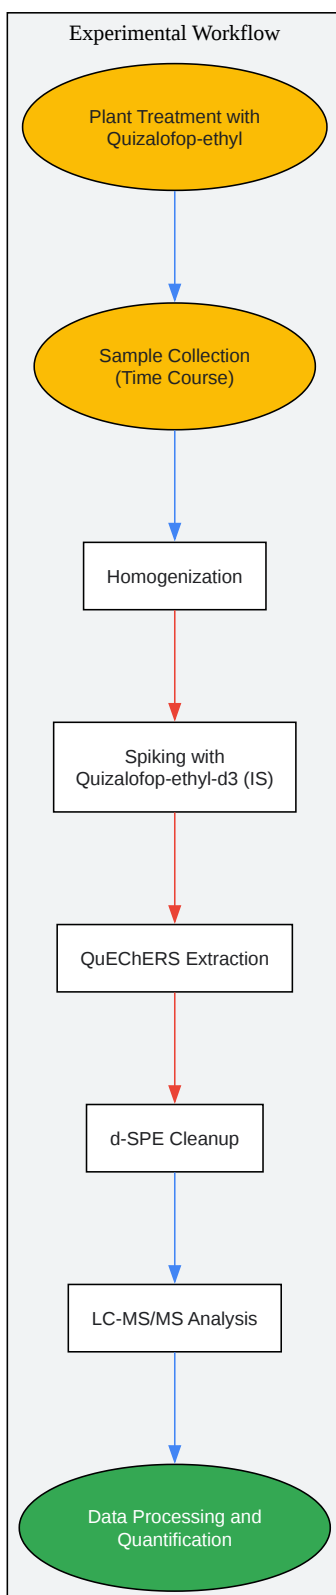 Experimental Workflow
Plant Treatment with
Quizalofop-ethyl
Sample Collection
(Time Course)
Homogenization
Spiking with
Quizalofop-ethyl-d3 (IS)
QuEChERS Extraction
d-SPE Cleanup
LC-MS/MS Analysis
Data Processing and
Quantification